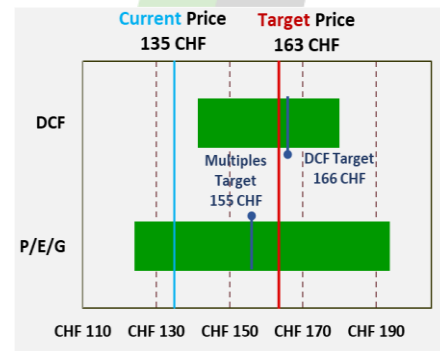 Current Price
135 CHF
Target Price
163 CHF
DCF
Multiples
Target
155 CHF
DCF Target
166 CHF
P/E/G
CHF 110 CHF 130 CHF 150 CHF 170 CHF 190